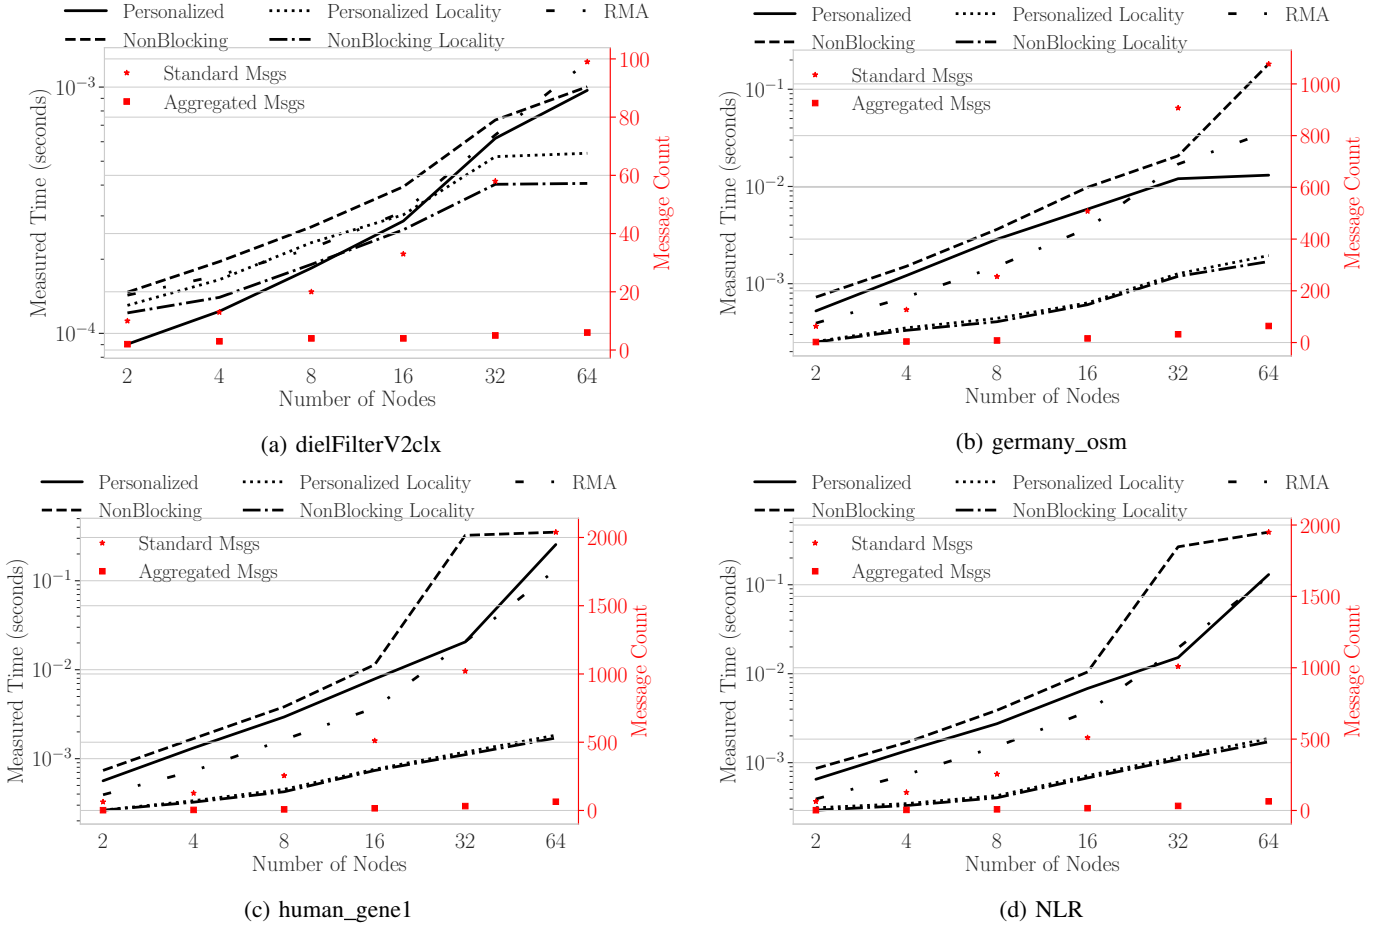 Personalized
Personalized Locality
RMA
NonBlocking
NonBlocking Locality
Standard Msgs
Aggregated Msgs
Measured Time (seconds)
10⁻³
10⁻⁴
100
80
60
40
20
0
Message Count
2 4 8 16 32 64
Number of Nodes
(a) dielFilterV2clx
Personalized
Personalized Locality
RMA
NonBlocking
NonBlocking Locality
Standard Msgs
Aggregated Msgs
Measured Time (seconds)
10⁻¹
10⁻²
10⁻³
1000
800
600
400
200
0
Message Count
2 4 8 16 32 64
Number of Nodes
(b) germany_osm
Personalized
Personalized Locality
RMA
NonBlocking
NonBlocking Locality
Standard Msgs
Aggregated Msgs
Measured Time (seconds)
10⁻¹
10⁻²
10⁻³
2000
1500
1000
500
0
Message Count
2 4 8 16 32 64
Number of Nodes
(c) human_gene1
Personalized
Personalized Locality
RMA
NonBlocking
NonBlocking Locality
Standard Msgs
Aggregated Msgs
Measured Time (seconds)
10⁻¹
10⁻²
10⁻³
2000
1500
1000
500
0
Message Count
2 4 8 16 32 64
Number of Nodes
(d) NLR